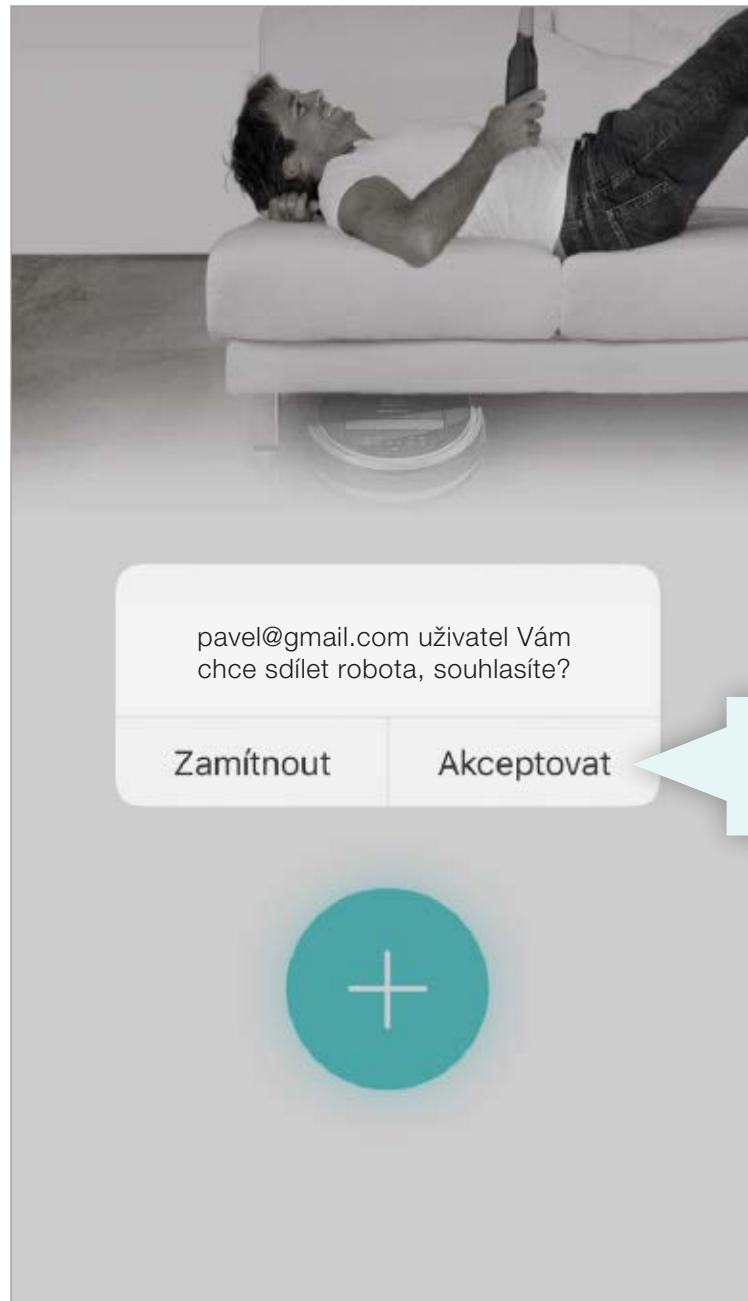 pavel@gmail.com uživatel Vám
chce sdílet robota, souhlasíte?
Zamítnout
Akceptovat